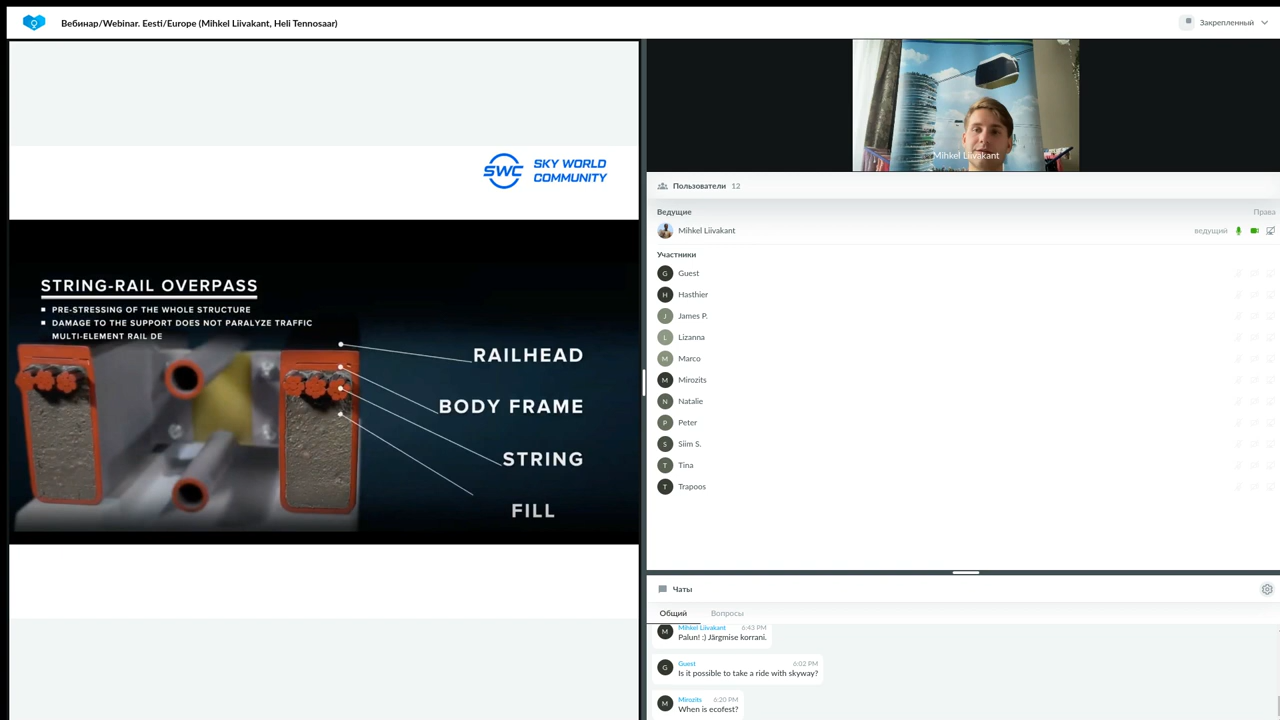 Вебинар/Webinar. Eesti/Europe (Mihkel Liivakant, Heli Tennosaar)
Закрепленный
SWC
SKY WORLD
COMMUNITY
STRING-RAIL OVERPASS
PRE-STRESSING OF THE WHOLE STRUCTURE
DAMAGE TO THE SUPPORT DOES NOT PARALYZE TRAFFIC
MULTI-ELEMENT RAIL DE
RAILHEAD
BODY FRAME
STRING
FILL
Mihkel Liivakant
Пользователи 12
Ведущие Права
Mihkel Liivakant ведущий
Участники
G Guest
H Hasthier
J James P.
L Lizanna
M Marco
M Mirozits
N Natalie
P Peter
S Siim S.
T Tina
T Trapoos
Чаты
Общий Вопросы
M Mihkel Liivakant 6:43 PM
Palun! :) Järgmise korrani.
G Guest 6:02 PM
Is it possible to take a ride with skyway?
M Mirozits 6:20 PM
When is ecofest?